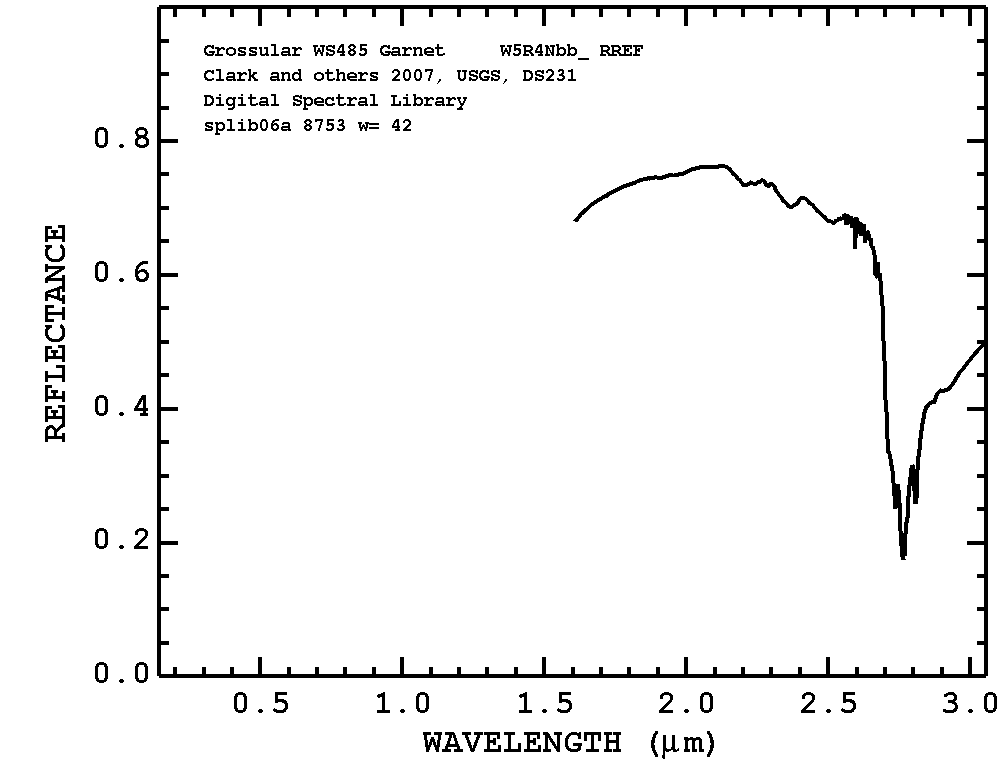 Grossular WS485 Garnet W5R4Nbb_ RREF
Clark and others 2007, USGS, DS231
Digital Spectral Library
splib06a 8753 w= 42
0.8
0.6
0.4
0.2
0.0
REFLECTANCE
0.5 1.0 1.5 2.0 2.5 3.0
WAVELENGTH (μm)